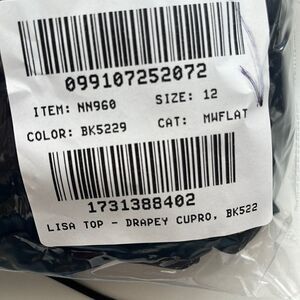 099107252072
ITEM: NN960 SIZE: 12
COLOR: BK5229 CAT: MWFLAT
1731388402
LISA TOP - DRAPEY CUPRO, BK522